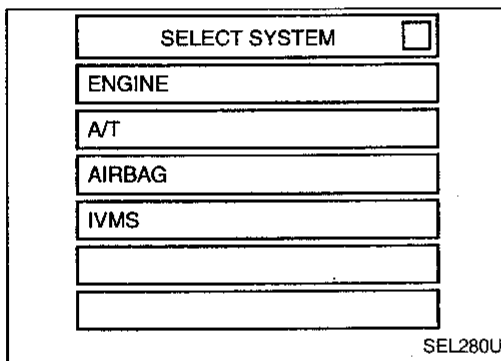 SELECT SYSTEM
ENGINE
A/T
AIRBAG
IVMS
SEL280U